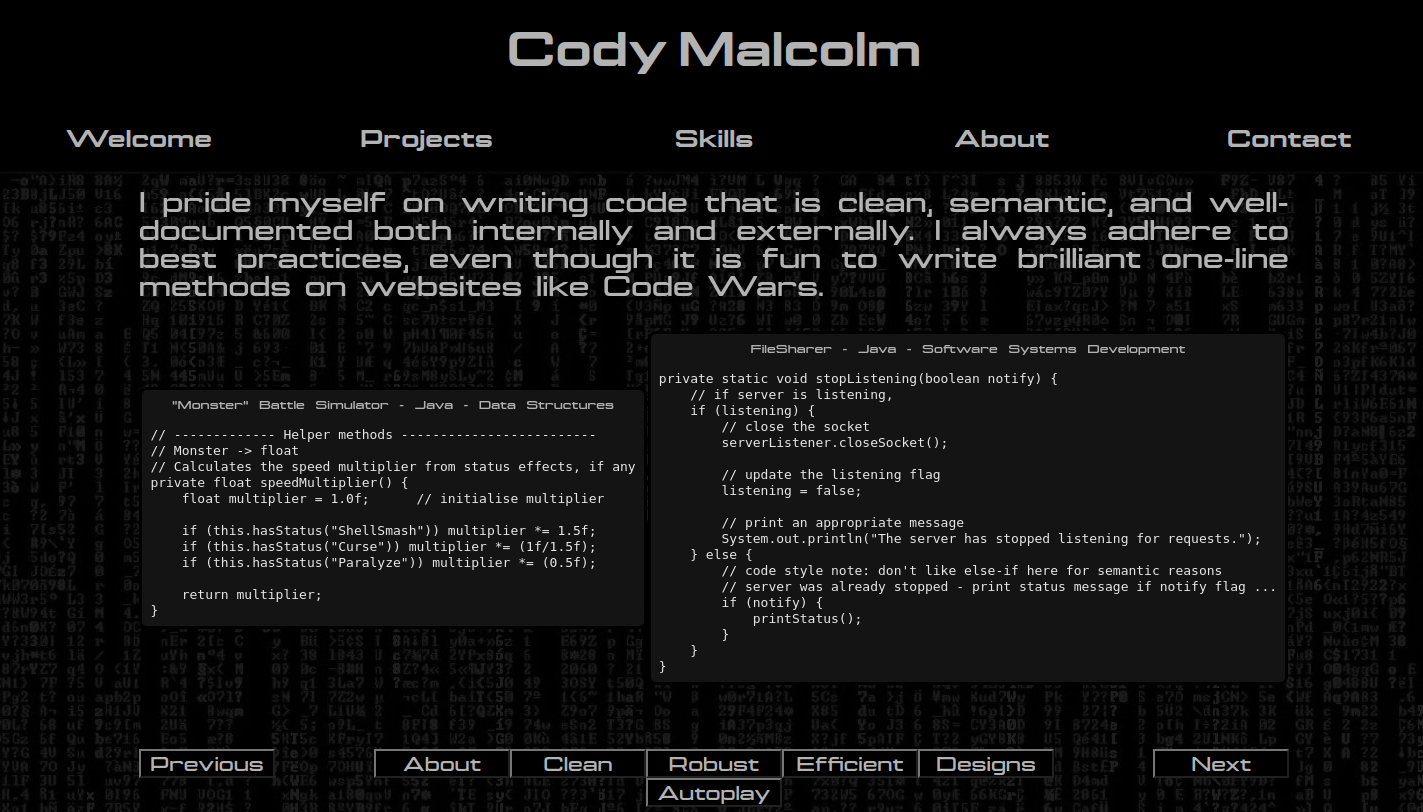 Cody Malcolm
Welcome Projects Skills About Contact
I pride myself on writing code that is clean, semantic, and well-
documented both internally and externally. I always adhere to
best practices, even though it is fun to write brilliant one-line
methods on websites like Code Wars.
"Monster" Battle Simulator - Java - Data Structures
// ------------- Helper methods -------------------------
// Monster -> float
// Calculates the speed multiplier from status effects, if any
private float speedMultiplier() {
    float multiplier = 1.0f;      // initialise multiplier
    if (this.hasStatus("ShellSmash")) multiplier *= 1.5f;
    if (this.hasStatus("Curse")) multiplier *= (1f/1.5f);
    if (this.hasStatus("Paralyze")) multiplier *= (0.5f);
    return multiplier;
}
FileSharer - Java - Software Systems Development
private static void stopListening(boolean notify) {
    // if server is listening,
    if (listening) {
        // close the socket
        serverListener.closeSocket();
        // update the listening flag
        listening = false;
        // print an appropriate message
        System.out.println("The server has stopped listening for requests.");
    } else {
        // code style note: don't like else-if here for semantic reasons
        // server was already stopped - print status message if notify flag ...
        if (notify) {
            printStatus();
        }
    }
}
Previous About Clean Robust Efficient Designs Next
Autoplay